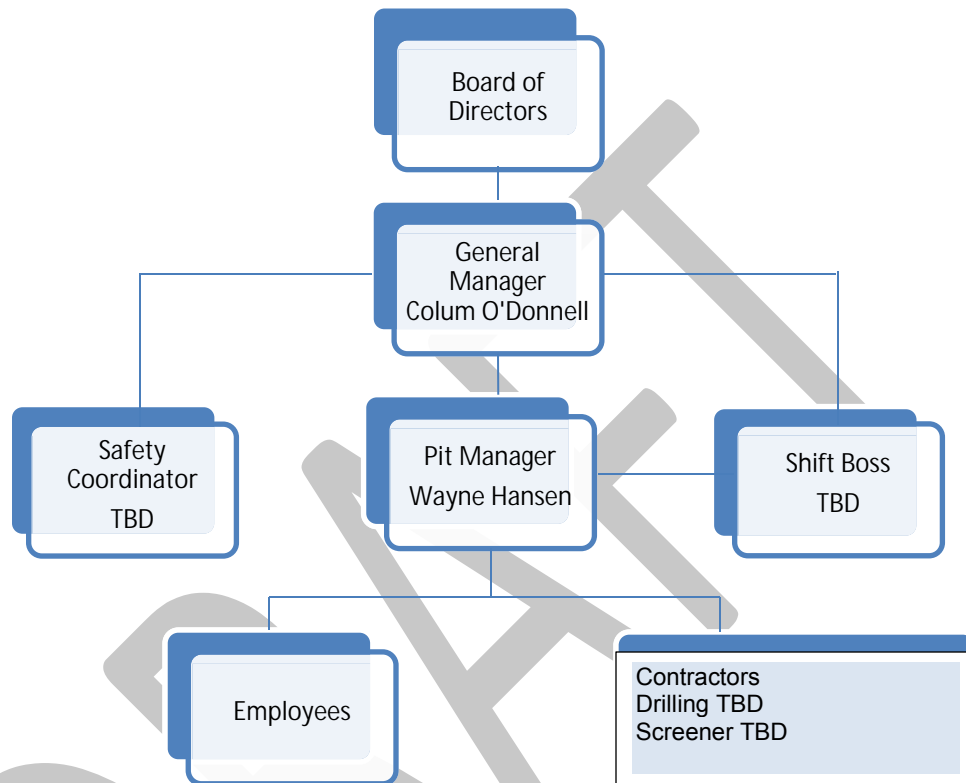 Board of
Directors
General
Manager
Colum O'Donnell
Safety
Coordinator
TBD
Pit Manager
Wayne Hansen
Shift Boss
TBD
Employees
Contractors
Drilling TBD
Screener TBD